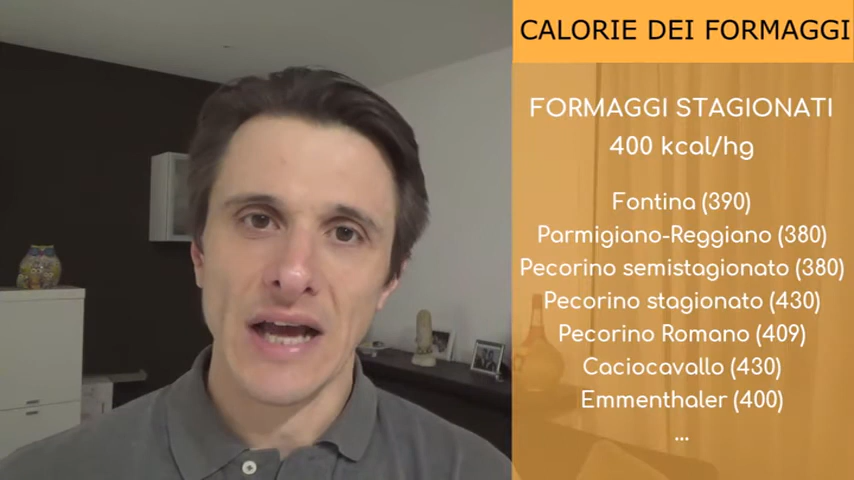 CALORIE DEI FORMAGGI
FORMAGGI STAGIONATI
400 kcal/hg
Fontina (390)
Parmigiano-Reggiano (380)
Pecorino semistagionato (380)
Pecorino stagionato (430)
Pecorino Romano (409)
Caciocavallo (430)
Emmenthaler (400)
...